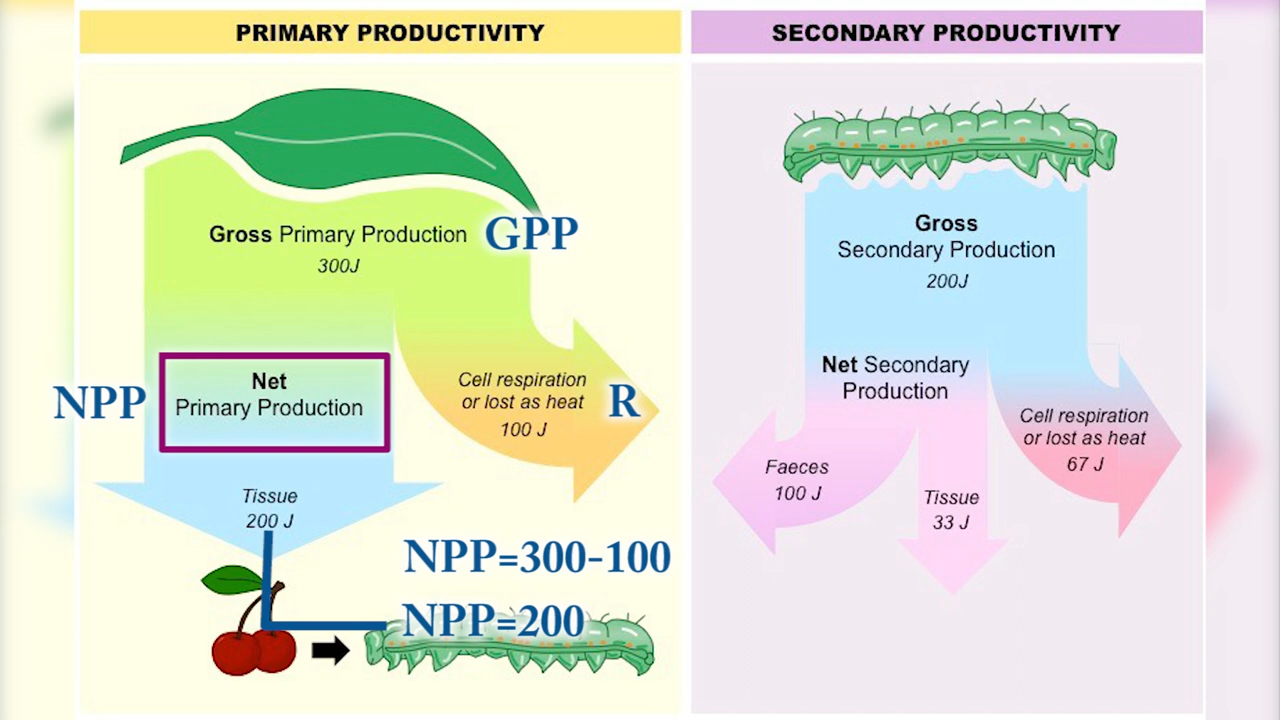 PRIMARY PRODUCTIVITY
Gross Primary Production
GPP
300J
NPP
Net
Primary Production
Cell respiration
or lost as heat
100 J
R
Tissue
200 J
NPP=300-100
NPP=200
SECONDARY PRODUCTIVITY
Gross
Secondary Production
200J
Net Secondary
Production
Faeces
100 J
Tissue
33 J
Cell respiration
or lost as heat
67 J